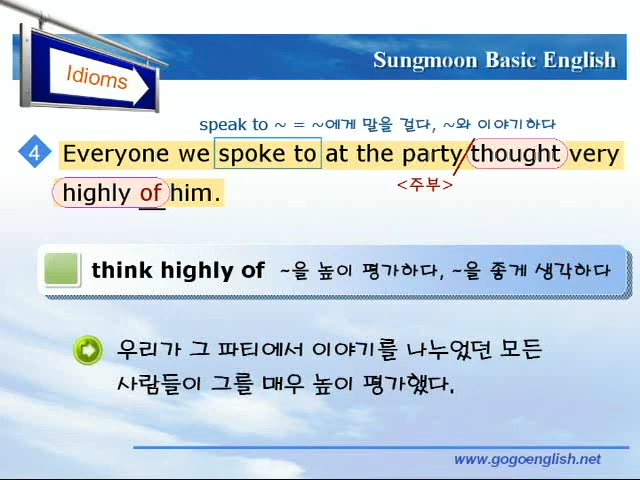 Idioms
Sungmoon Basic English
speak to ~ = ~에게 말을 걸다, ~와 이야기하다
4 Everyone we spoke to at the party/thought very
<주부>
highly of him.
think highly of ~을 높이 평가하다, ~을 좋게 생각하다
우리가 그 파티에서 이야기를 나누었던 모든
사람들이 그를 매우 높이 평가했다.
www.gogoenglish.net